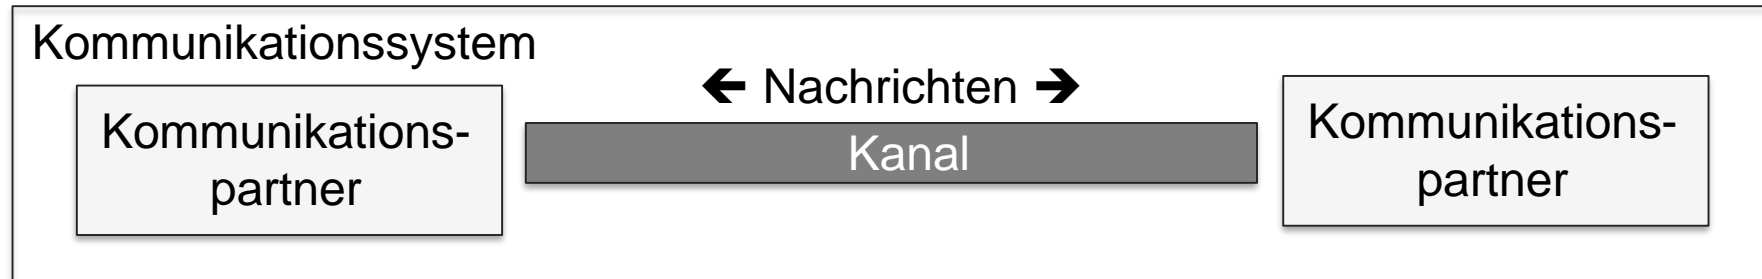 Kommunikationssystem
🡸 Nachrichten 🡺
Kommunikations-
partner
Kanal
Kommunikations-
partner